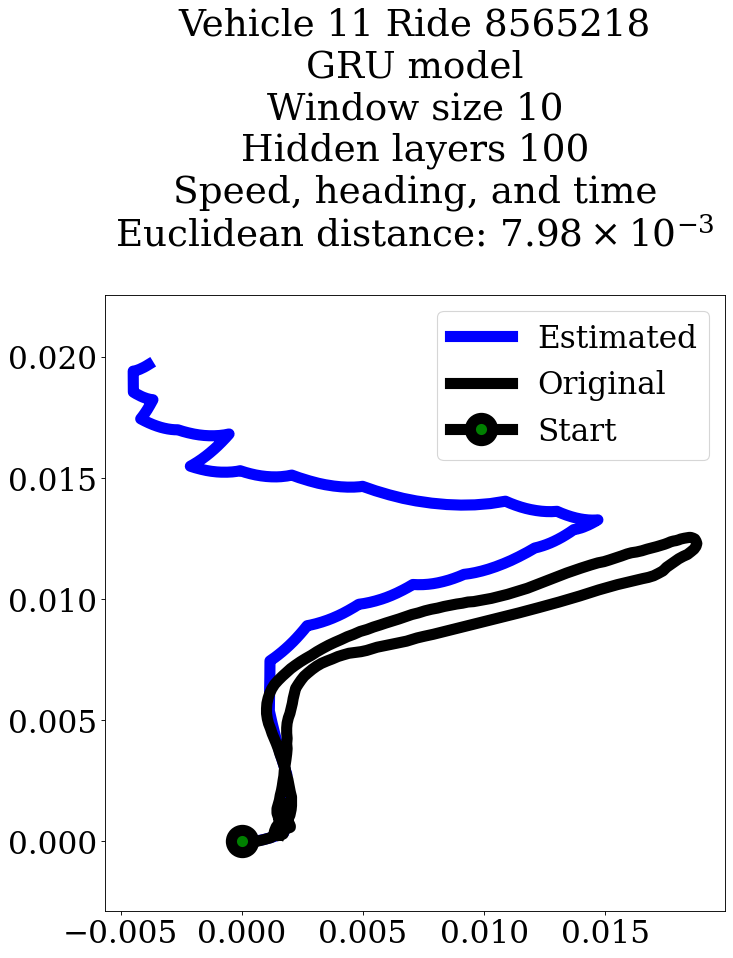 Vehicle 11 Ride 8565218
GRU model
Window size 10
Hidden layers 100
Speed, heading, and time
Euclidean distance: 7.98 × 10⁻³
Estimated
Original
Start
0.020
0.015
0.010
0.005
0.000
−0.005 0.000 0.005 0.010 0.015